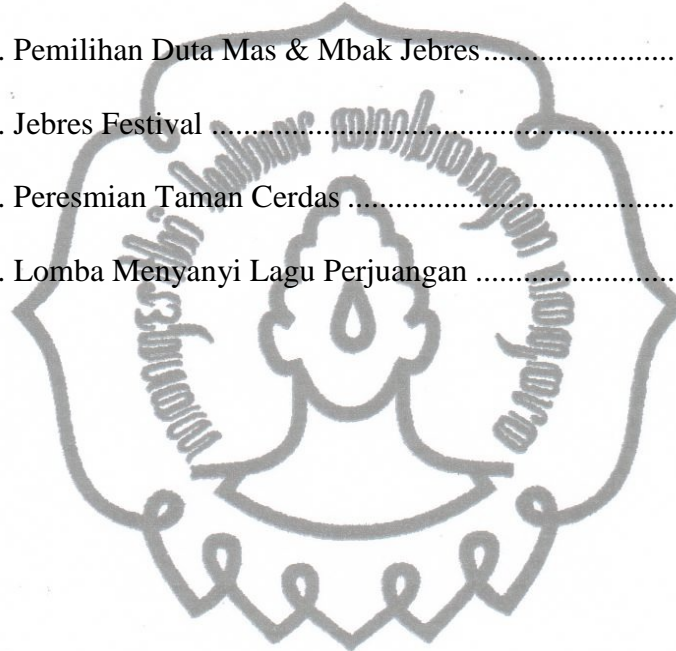 . Pemilihan Duta Mas & Mbak Jebres........................
. Jebres Festival ..........................................................
. Peresmian Taman Cerdas .........................................
. Lomba Menyanyi Lagu Perjuangan .........................